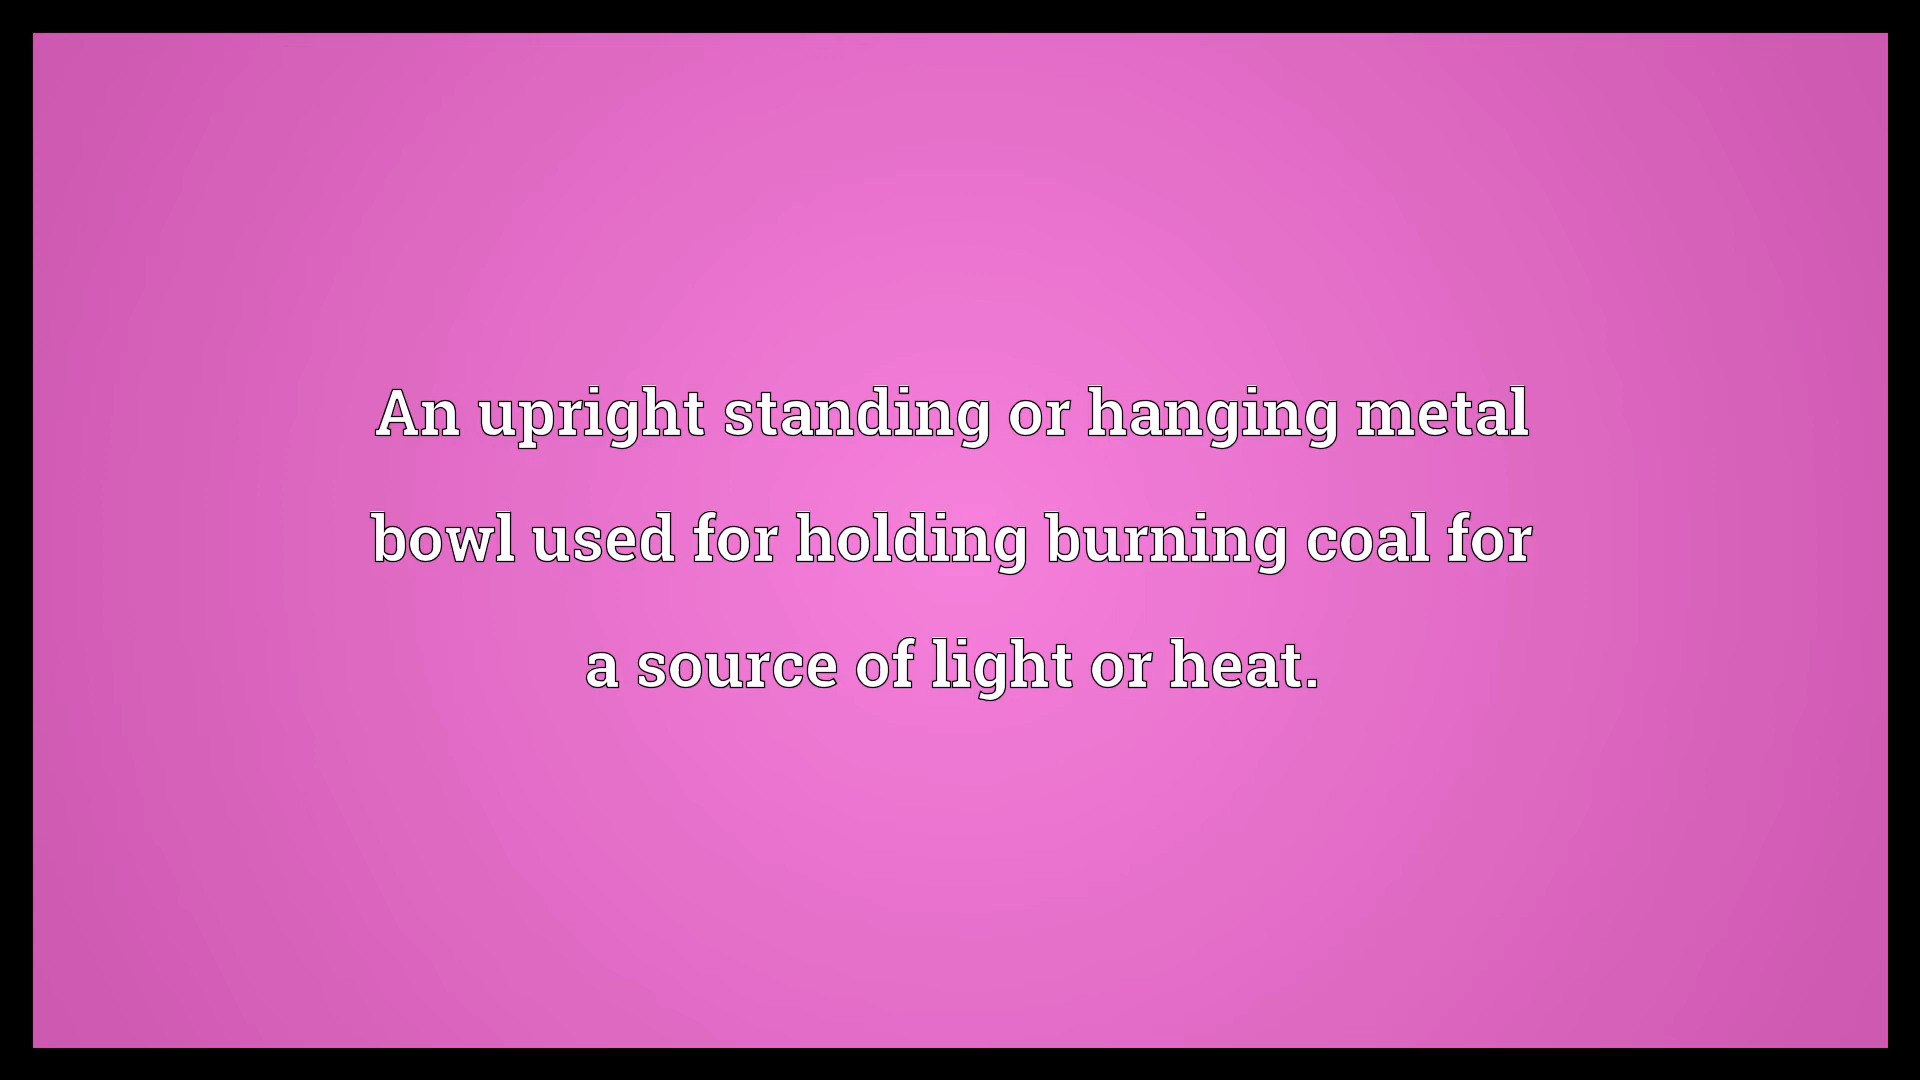 An upright standing or hanging metal
bowl used for holding burning coal for
a source of light or heat.